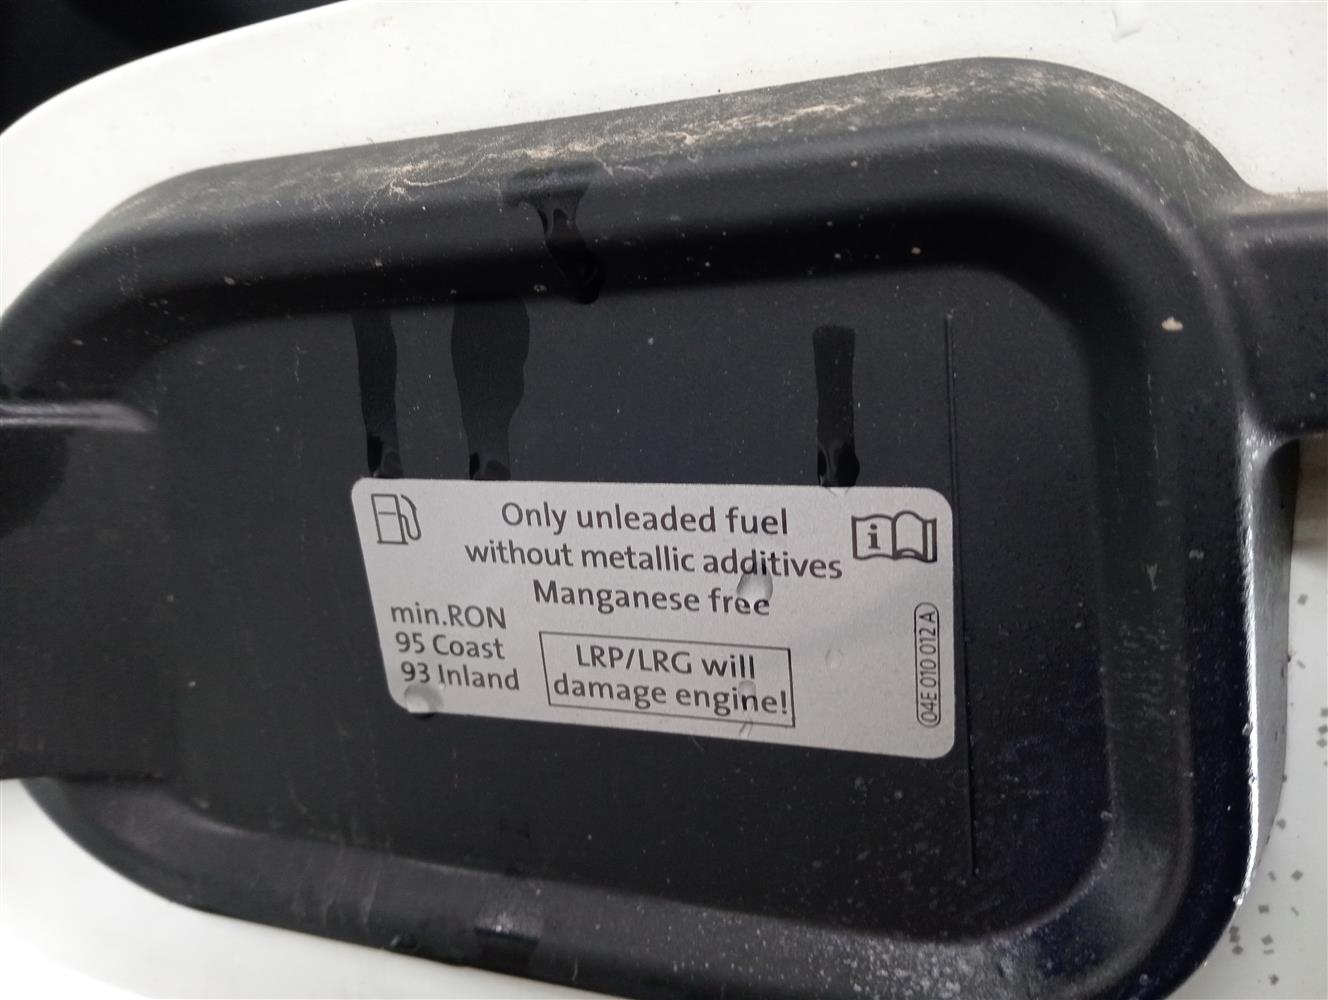 Only unleaded fuel
without metallic additives
Manganese free
min.RON
95 Coast
93 Inland
LRP/LRG will
damage engine!
i
04E 010 012 A